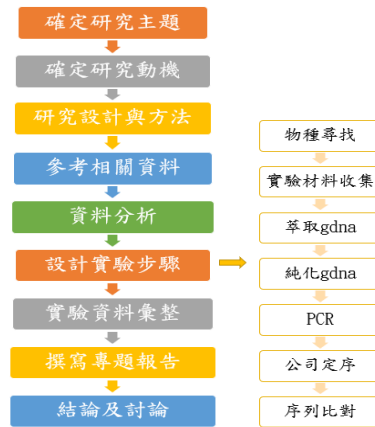 確定研究主題
確定研究動機
研究設計與方法
參考相關資料
資料分析
設計實驗步驟
實驗資料彙整
撰寫專題報告
結論及討論
物種尋找
實驗材料收集
萃取gdna
純化gdna
PCR
公司定序
序列比對